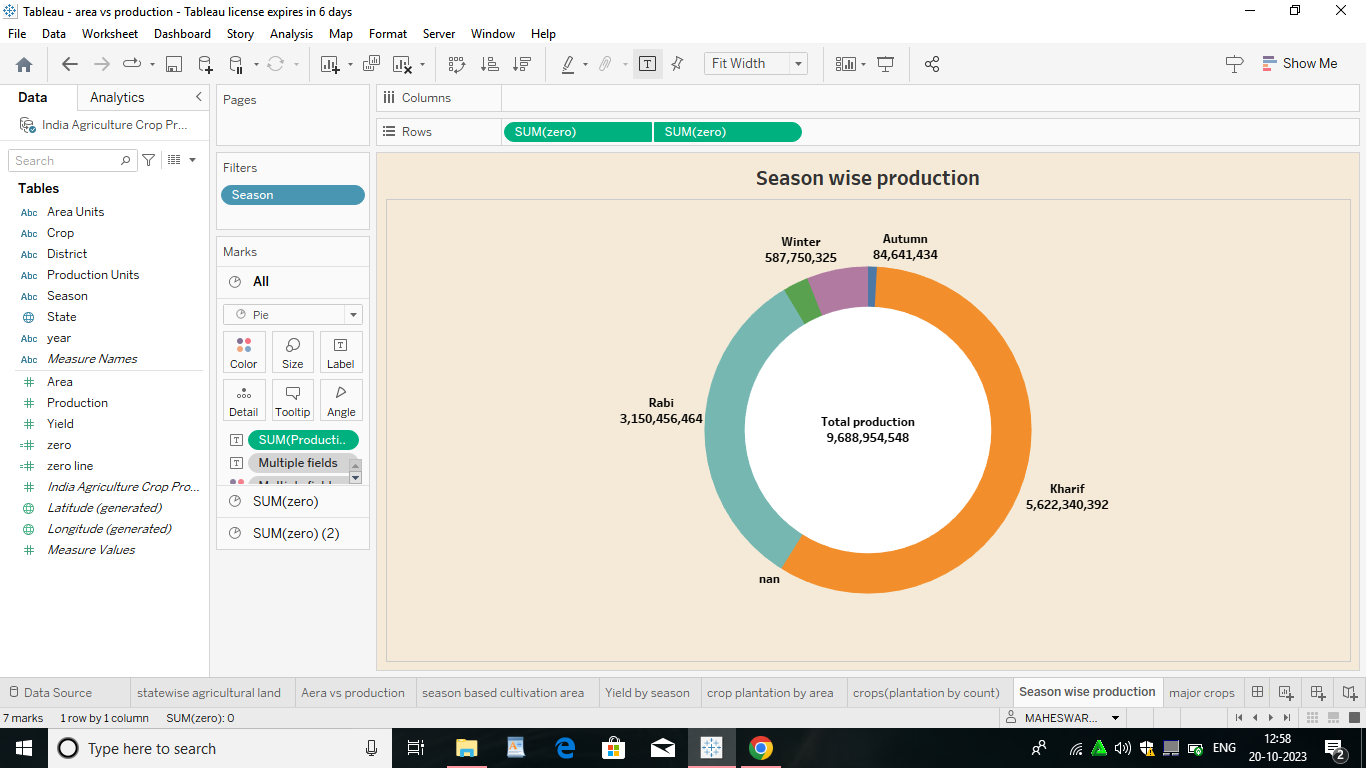 Tableau - area vs production - Tableau license expires in 6 days
File Data Worksheet Dashboard Story Analysis Map Format Server Window Help
Fit Width
Show Me
Data Analytics
India Agriculture Crop Pr...
Search
Tables
Abc Area Units
Abc Crop
Abc District
Abc Production Units
Abc Season
State
Abc year
Abc Measure Names
# Area
# Production
# Yield
=# zero
=# zero line
# India Agriculture Crop Pro...
Latitude (generated)
Longitude (generated)
# Measure Values
Pages
Filters
Season
Marks
All
Pie
Color Size Label
Detail Tooltip Angle
SUM(Producti..
Multiple fields
SUM(zero)
SUM(zero) (2)
Columns
Rows SUM(zero) SUM(zero)
Season wise production
Winter
587,750,325
Autumn
84,641,434
Rabi
3,150,456,464
Total production
9,688,954,548
Kharif
5,622,340,392
nan
Data Source statewise agricultural land Aera vs production season based cultivation area Yield by season crop plantation by area crops(plantation by count) Season wise production major crops
7 marks 1 row by 1 column SUM(zero): 0 MAHESWAR...
Type here to search
ENG
12:58
20-10-2023
2